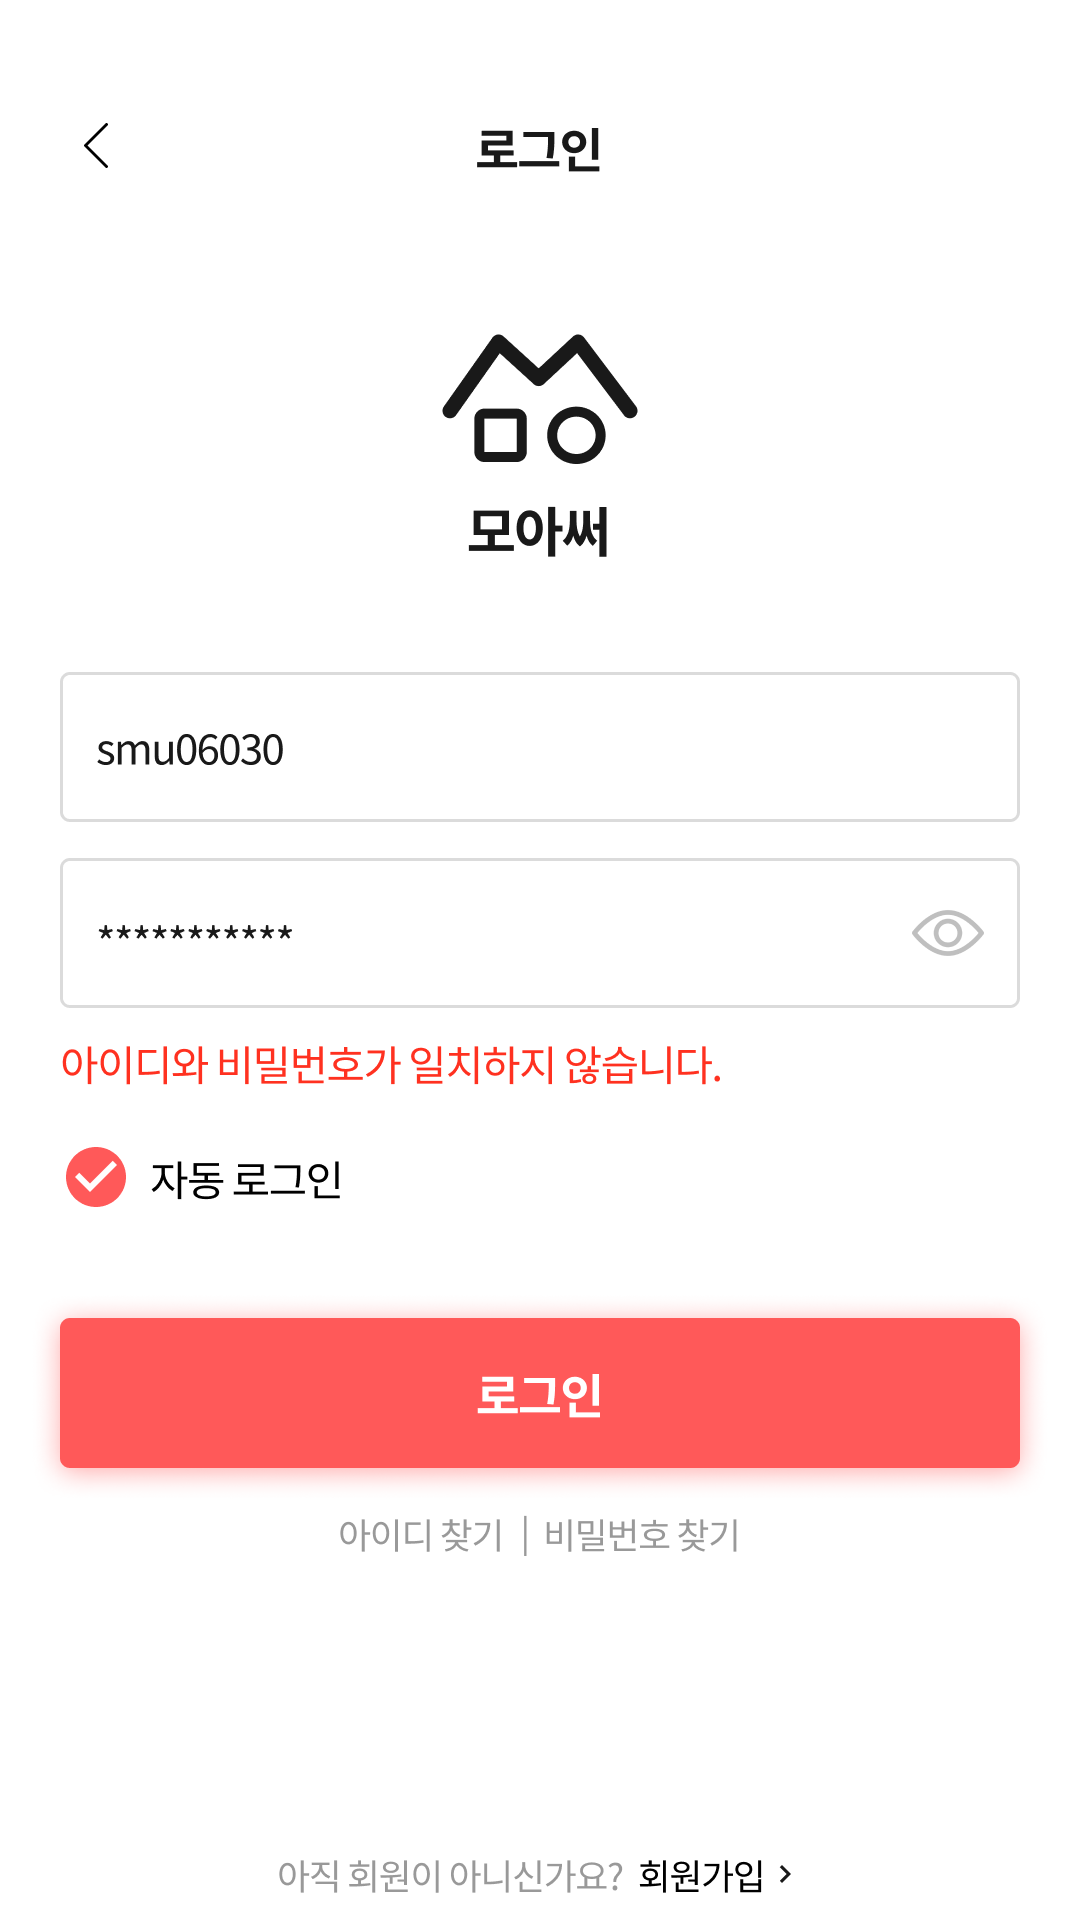 로그인
모아써
smu06030
***********
아이디와 비밀번호가 일치하지 않습니다.
자동 로그인
로그인
아이디 찾기 | 비밀번호 찾기
아직 회원이 아니신가요? 회원가입 >